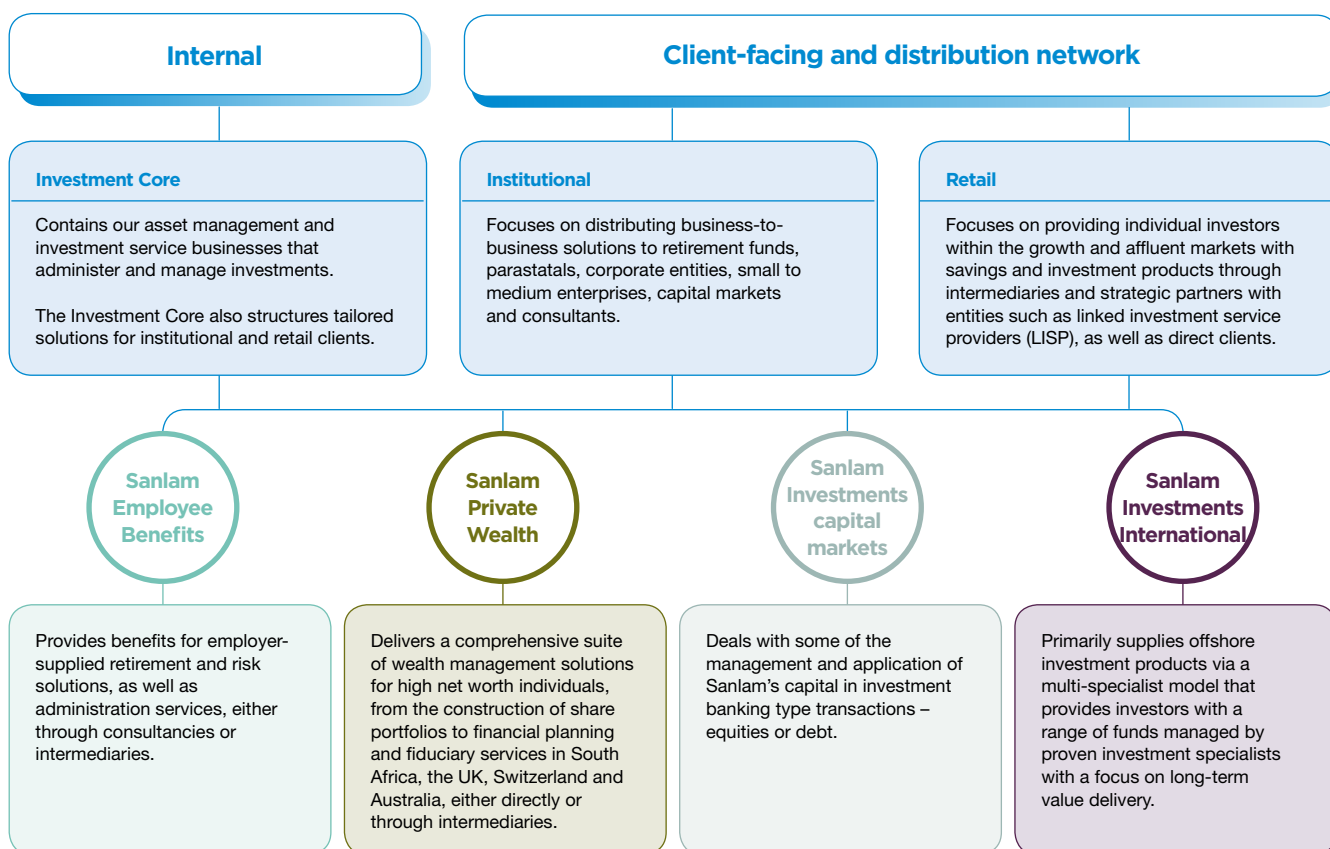 Internal
Client-facing and distribution network
Investment Core
Contains our asset management and
investment service businesses that
administer and manage investments.
The Investment Core also structures tailored
solutions for institutional and retail clients.
Institutional
Focuses on distributing business-to-
business solutions to retirement funds,
parastatals, corporate entities, small to
medium enterprises, capital markets
and consultants.
Retail
Focuses on providing individual investors
within the growth and affluent markets with
savings and investment products through
intermediaries and strategic partners with
entities such as linked investment service
providers (LISP), as well as direct clients.
Sanlam
Employee
Benefits
Sanlam
Private
Wealth
Sanlam
Investments
capital
markets
Sanlam
Investments
International
Provides benefits for employer-
supplied retirement and risk
solutions, as well as
administration services, either
through consultancies or
intermediaries.
Delivers a comprehensive suite
of wealth management solutions
for high net worth individuals,
from the construction of share
portfolios to financial planning
and fiduciary services in South
Africa, the UK, Switzerland and
Australia, either directly or
through intermediaries.
Deals with some of the
management and application of
Sanlam’s capital in investment
banking type transactions –
equities or debt.
Primarily supplies offshore
investment products via a
multi-specialist model that
provides investors with a
range of funds managed by
proven investment specialists
with a focus on long-term
value delivery.